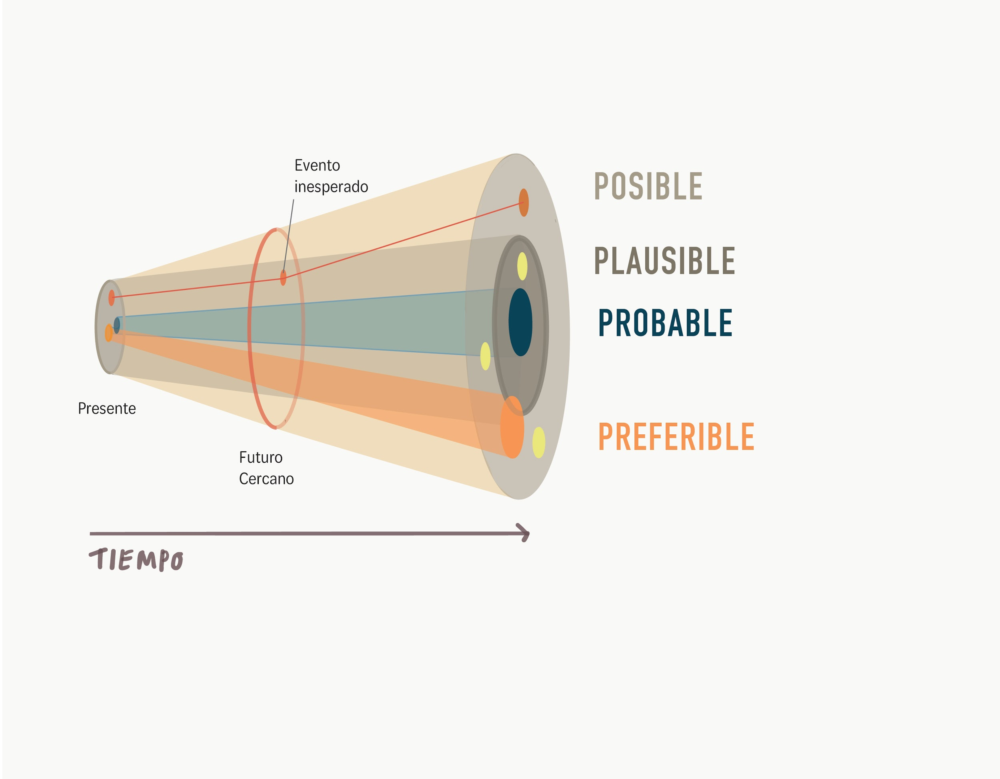 Evento
inesperado
POSIBLE
PLAUSIBLE
PROBABLE
PREFERIBLE
Presente
Futuro
Cercano
TIEMPO